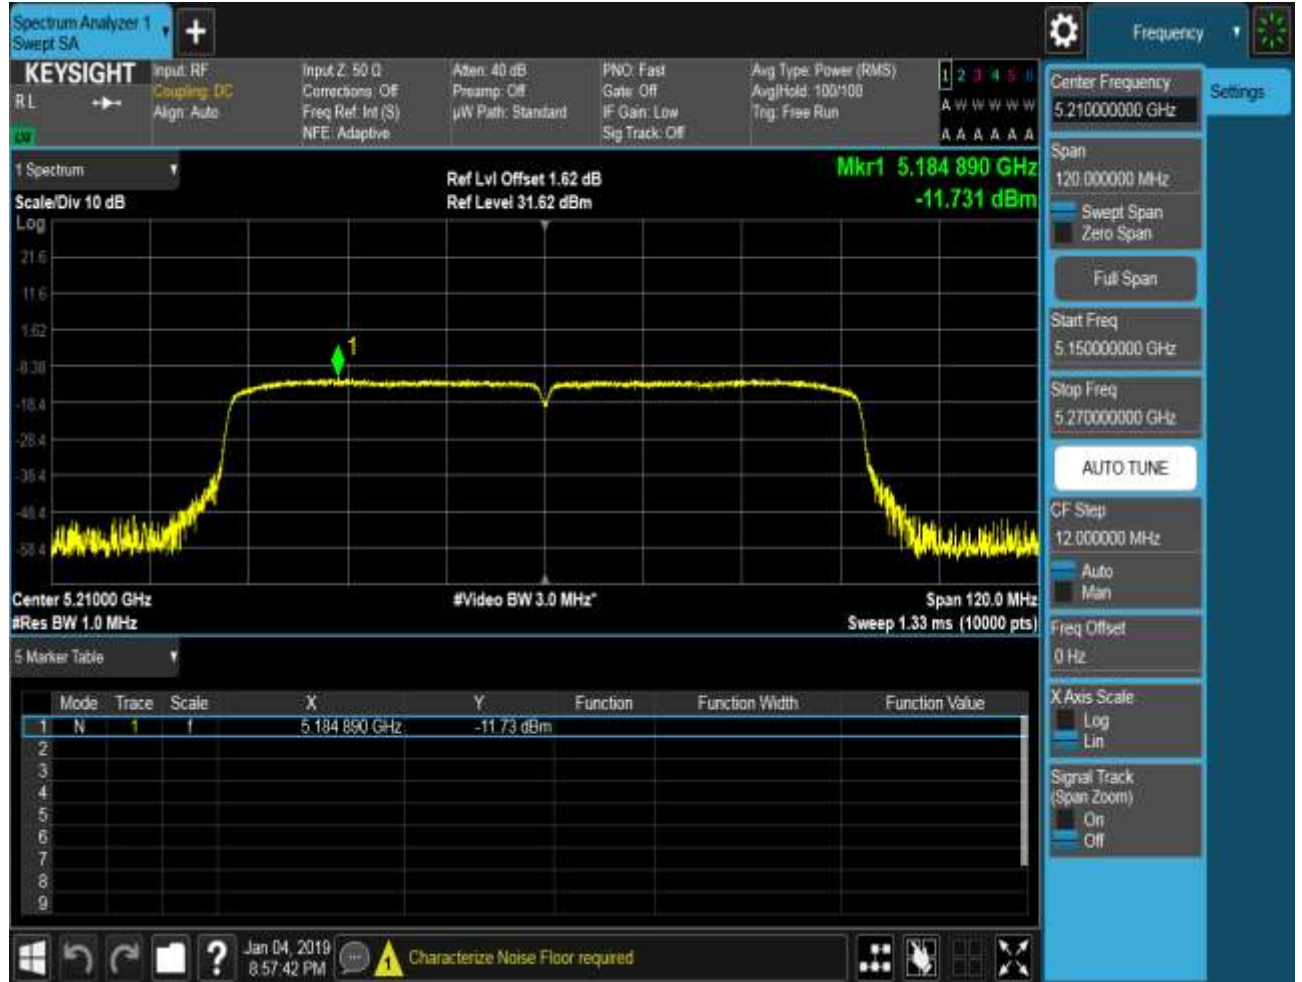 Spectrum Analyzer 1
Swept SA
+
Frequency
KEYSIGHT
R L
LXI
Input: RF
Coupling: DC
Align: Auto
Input Z: 50 Ω
Corrections: Off
Freq Ref: Int (S)
NFE: Adaptive
Atten: 40 dB
Preamp: Off
µW Path: Standard
PNO: Fast
Gate: Off
IF Gain: Low
Sig Track: Off
Avg Type: Power (RMS)
Avg|Hold: 100/100
Trig: Free Run
1 2 3 4 5 6
A W W W W W
A A A A A A
1 Spectrum
Scale/Div 10 dB
Ref Lvl Offset 1.62 dB
Ref Level 31.62 dBm
Mkr1 5.184 890 GHz
-11.731 dBm
Log
21.6
11.6
1.62
-8.38
-18.4
-28.4
-38.4
-48.4
-58.4
1
Center 5.21000 GHz
#Res BW 1.0 MHz
#Video BW 3.0 MHz*
Span 120.0 MHz
Sweep 1.33 ms (10000 pts)
5 Marker Table
Mode Trace Scale X Y Function Function Width Function Value
1 N 1 f 5.184 890 GHz -11.73 dBm
2
3
4
5
6
7
8
9
Center Frequency
5.210000000 GHz
Settings
Span
120.000000 MHz
Swept Span
Zero Span
Full Span
Start Freq
5.150000000 GHz
Stop Freq
5.270000000 GHz
AUTO TUNE
CF Step
12.000000 MHz
Auto
Man
Freq Offset
0 Hz
X Axis Scale
Log
Lin
Signal Track
(Span Zoom)
On
Off
?
Jan 04, 2019
8:57:42 PM
1
Characterize Noise Floor required